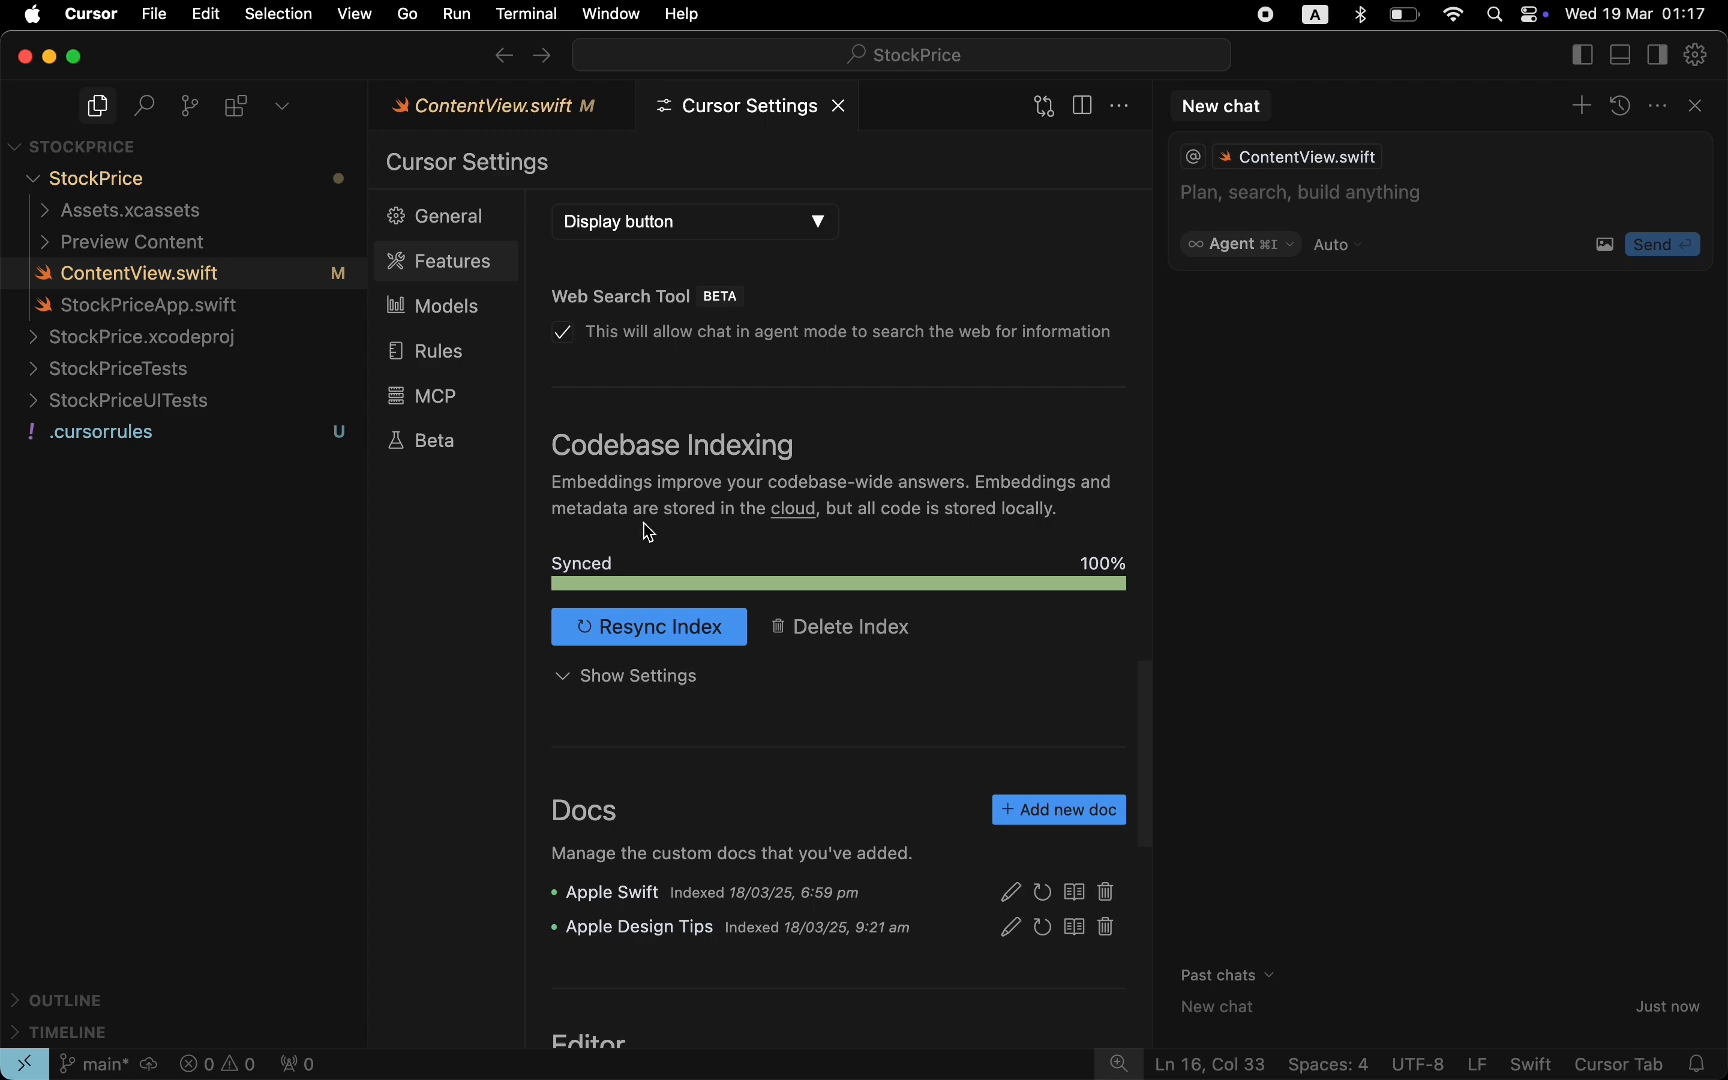 Cursor File Edit Selection View Go Run Terminal Window Help
A Wed 19 Mar 01:17
StockPrice
ContentView.swift M
Cursor Settings
New chat
STOCKPRICE
StockPrice
Assets.xcassets
Preview Content
ContentView.swift M
StockPriceApp.swift
StockPrice.xcodeproj
StockPriceTests
StockPriceUITests
! .cursorrules U
OUTLINE
TIMELINE
Cursor Settings
General
Features
Models
Rules
MCP
Beta
Display button
Web Search Tool BETA
This will allow chat in agent mode to search the web for information
Codebase Indexing
Embeddings improve your codebase-wide answers. Embeddings and
metadata are stored in the cloud, but all code is stored locally.
Synced 100%
Resync Index Delete Index
Show Settings
Docs + Add new doc
Manage the custom docs that you've added.
Apple Swift Indexed 18/03/25, 6:59 pm
Apple Design Tips Indexed 18/03/25, 9:21 am
Editor
@ ContentView.swift
Plan, search, build anything
∞ Agent ⌘I Auto Send ⏎
Past chats
New chat Just now
main* 0 0 0 Ln 16, Col 33 Spaces: 4 UTF-8 LF Swift Cursor Tab